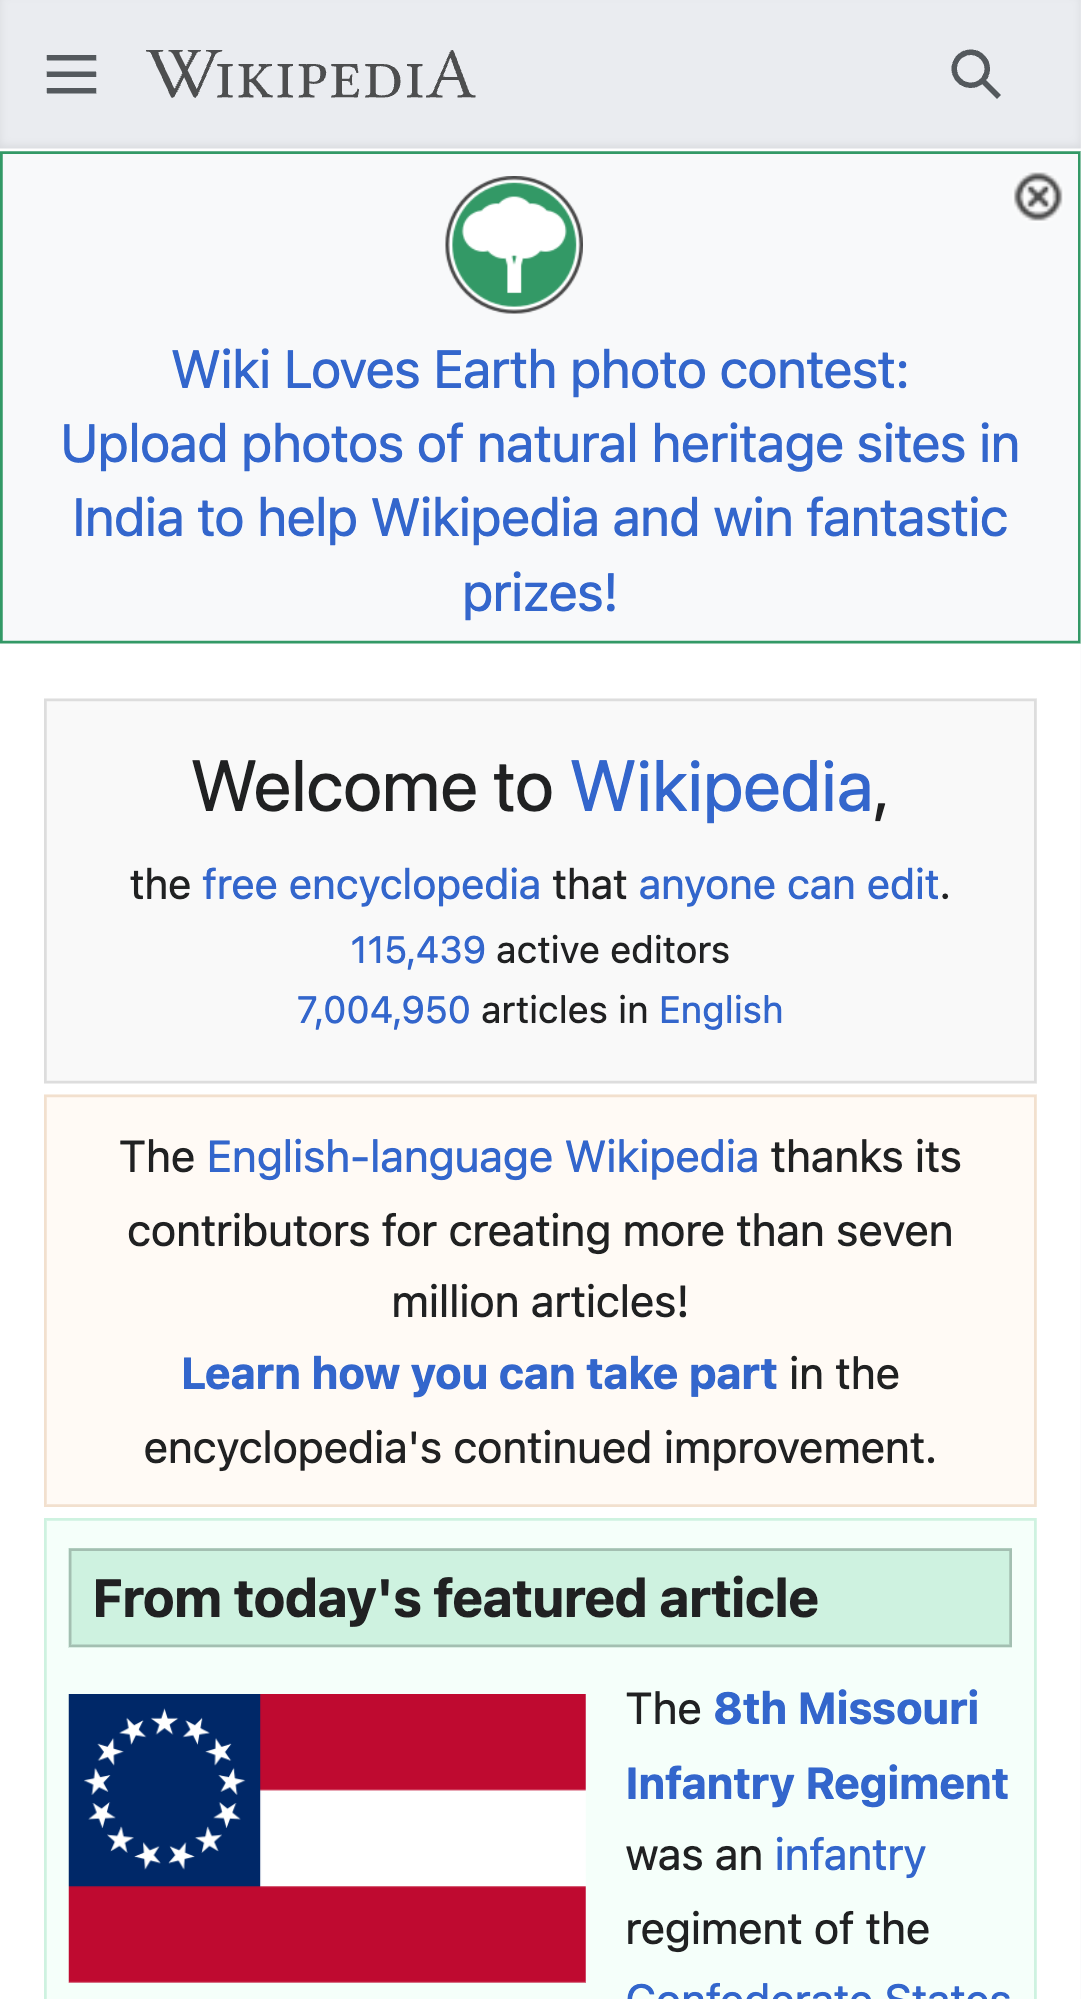 WIKIPEDIA
Wiki Loves Earth photo contest:
Upload photos of natural heritage sites in
India to help Wikipedia and win fantastic
prizes!
Welcome to Wikipedia,
the free encyclopedia that anyone can edit.
115,439 active editors
7,004,950 articles in English
The English-language Wikipedia thanks its
contributors for creating more than seven
million articles!
Learn how you can take part in the
encyclopedia's continued improvement.
From today's featured article
The 8th Missouri
Infantry Regiment
was an infantry
regiment of the
Confederate States